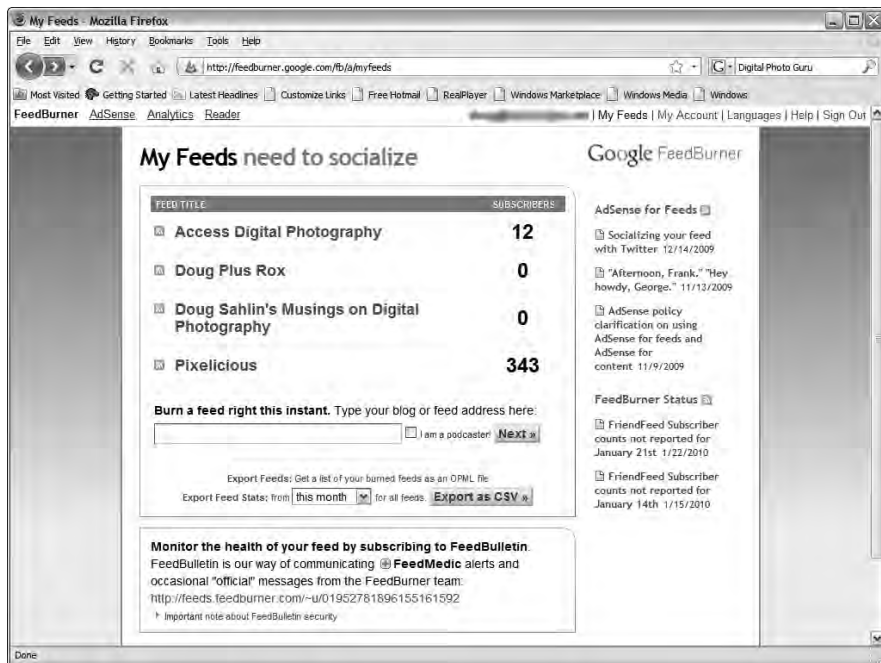 My Feeds - Mozilla Firefox
File Edit View History Bookmarks Tools Help
http://feedburner.google.com/fb/a/myfeeds
G Digital Photo Guru
Most Visited Getting Started Latest Headlines Customize Links Free Hotmail RealPlayer Windows Marketplace Windows Media Windows
FeedBurner AdSense Analytics Reader
| My Feeds | My Account | Languages | Help | Sign Out
My Feeds need to socialize
Google FeedBurner
FEED TITLE SUBSCRIBERS
Access Digital Photography 12
Doug Plus Rox 0
Doug Sahlin's Musings on Digital
Photography 0
Pixelicious 343
Burn a feed right this instant. Type your blog or feed address here:
I am a podcaster! Next »
Export Feeds: Get a list of your burned feeds as an OPML file
Export Feed Stats: from this month for all feeds. Export as CSV »
Monitor the health of your feed by subscribing to FeedBulletin.
FeedBulletin is our way of communicating FeedMedic alerts and
occasional "official" messages from the FeedBurner team:
http://feeds.feedburner.com/~u/01952781896155161592
Important note about FeedBulletin security
AdSense for Feeds
Socializing your feed
with Twitter 12/14/2009
"Afternoon, Frank." "Hey
howdy, George." 11/13/2009
AdSense policy
clarification on using
AdSense for feeds and
AdSense for
content 11/9/2009
FeedBurner Status
FriendFeed Subscriber
counts not reported for
January 21st 1/22/2010
FriendFeed Subscriber
counts not reported for
January 14th 1/15/2010
Done